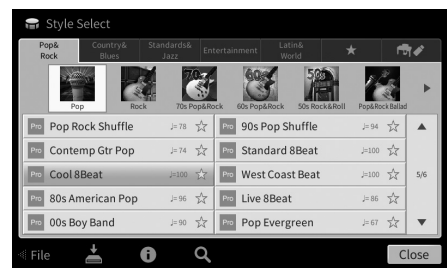 Style Select
Pop& Rock
Country& Blues
Standards& Jazz
Entertainment
Latin& World
Pop
Rock
70s Pop&Rock
60s Pop&Rock
50s Rock&Roll
Pop&Rock Ballad
Pro Pop Rock Shuffle ♩= 78
Pro 90s Pop Shuffle ♩= 94
Pro Contemp Gtr Pop ♩= 74
Pro Standard 8Beat ♩=100
Pro Cool 8Beat ♩=100
Pro West Coast Beat ♩=100
5/6
Pro 80s American Pop ♩= 96
Pro Live 8Beat ♩= 86
Pro 00s Boy Band ♩= 90
Pro Pop Evergreen ♩= 67
File
Close